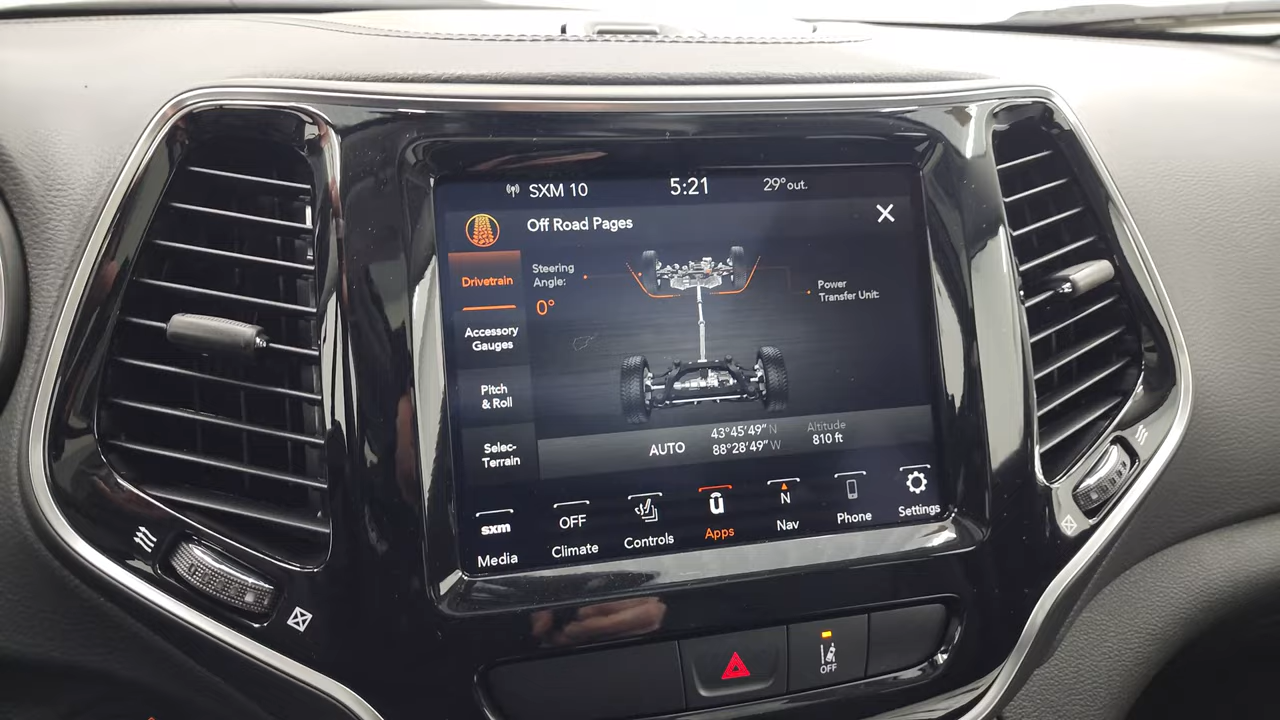 SXM 10
5:21
29° out.
Off Road Pages
Drivetrain
Accessory
Gauges
Pitch
& Roll
Selec-
Terrain
Steering
Angle:
0°
Power
Transfer Unit:
AUTO
43°45'49" N
88°28'49" W
Altitude
810 ft
sxm
Media
OFF
Climate
Controls
û
Apps
N
Nav
Phone
Settings
OFF